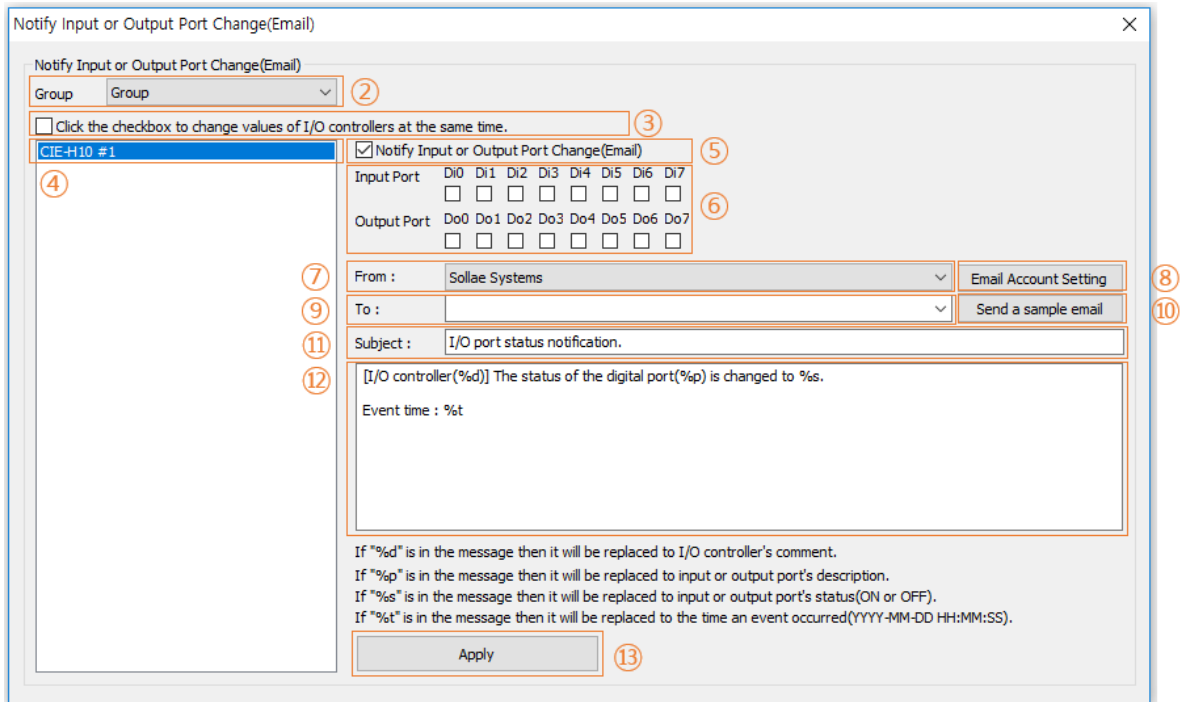 Notify Input or Output Port Change(Email)
Notify Input or Output Port Change(Email)
Group Group ②
Click the checkbox to change values of I/O controllers at the same time. ③
CIE-H10 #1
④
Notify Input or Output Port Change(Email) ⑤
Input Port Di0 Di1 Di2 Di3 Di4 Di5 Di6 Di7
⑥
Output Port Do0 Do1 Do2 Do3 Do4 Do5 Do6 Do7
⑦ From : Sollae Systems Email Account Setting ⑧
⑨ To : Send a sample email ⑩
⑪ Subject : I/O port status notification.
⑫ [I/O controller(%d)] The status of the digital port(%p) is changed to %s.
Event time : %t
If "%d" is in the message then it will be replaced to I/O controller's comment.
If "%p" is in the message then it will be replaced to input or output port's description.
If "%s" is in the message then it will be replaced to input or output port's status(ON or OFF).
If "%t" is in the message then it will be replaced to the time an event occurred(YYYY-MM-DD HH:MM:SS).
Apply ⑬